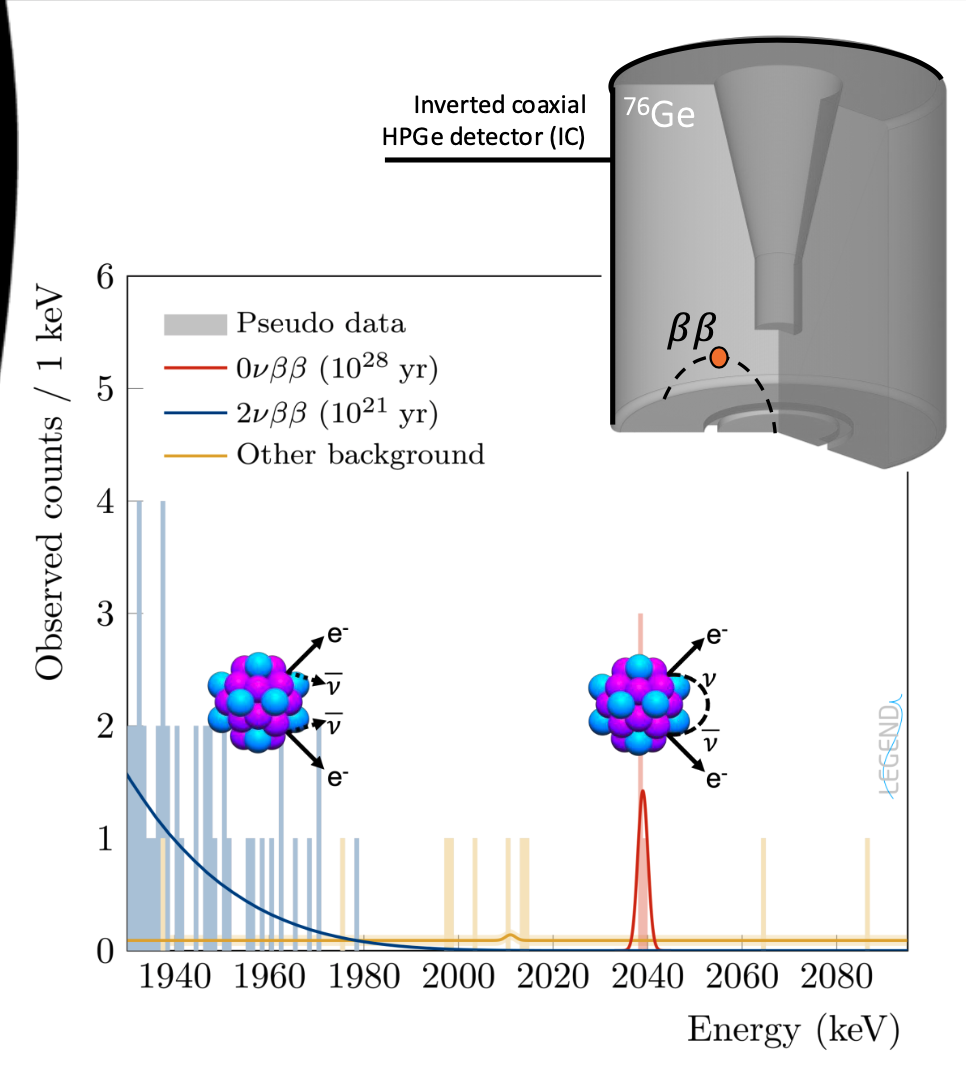 Inverted coaxial
HPGe detector (IC)
⁷⁶Ge
ββ
Observed counts / 1 keV
6
5
4
3
2
1
0
Pseudo data
0νββ (10²⁸ yr)
2νββ (10²¹ yr)
Other background
e⁻
ν̅
ν̅
e⁻
e⁻
ν
ν̅
e⁻
LEGEND
1940 1960 1980 2000 2020 2040 2060 2080
Energy (keV)